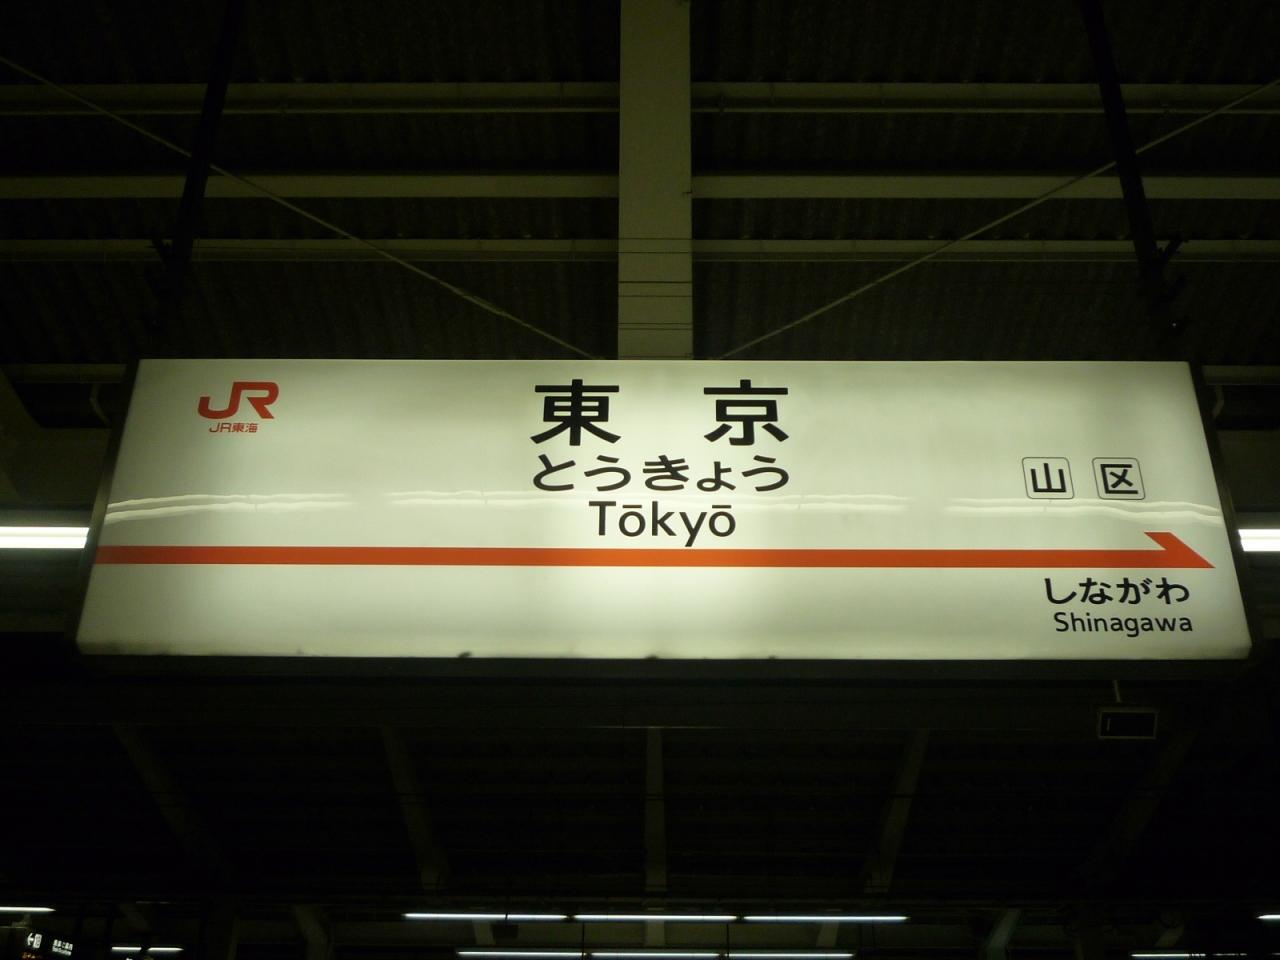 JR
JR東海
東京
とうきょう
Tōkyō
山 区
しながわ
Shinagawa